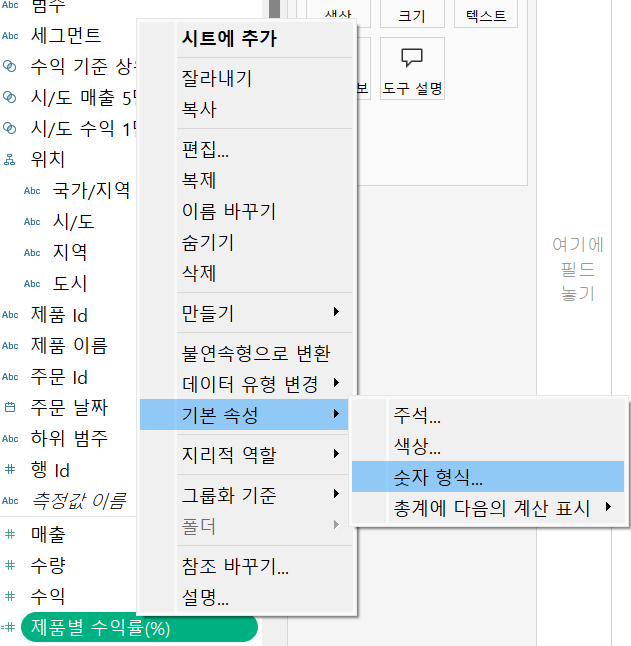 범주
세그먼트
수익 기준 상
시/도 매출 5
시/도 수익 1
위치
Abc 국가/지역
Abc 시/도
Abc 지역
Abc 도시
Abc 제품 Id
Abc 제품 이름
Abc 주문 Id
주문 날짜
Abc 하위 범주
# 행 Id
Abc 측정값 이름
# 매출
# 수량
# 수익
=# 제품별 수익률(%)
시트에 추가
잘라내기
복사
편집...
복제
이름 바꾸기
숨기기
삭제
만들기
불연속형으로 변환
데이터 유형 변경
기본 속성
지리적 역할
그룹화 기준
폴더
참조 바꾸기...
설명...
주석...
색상...
숫자 형식...
총계에 다음의 계산 표시
색상
크기
텍스트
보
도구 설명
여기에
필드
놓기